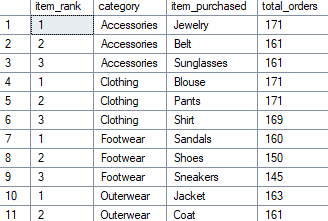 item_rank category item_purchased total_orders
1 1 Accessories Jewelry 171
2 2 Accessories Belt 161
3 3 Accessories Sunglasses 161
4 1 Clothing Blouse 171
5 2 Clothing Pants 171
6 3 Clothing Shirt 169
7 1 Footwear Sandals 160
8 2 Footwear Shoes 150
9 3 Footwear Sneakers 145
10 1 Outerwear Jacket 163
11 2 Outerwear Coat 161